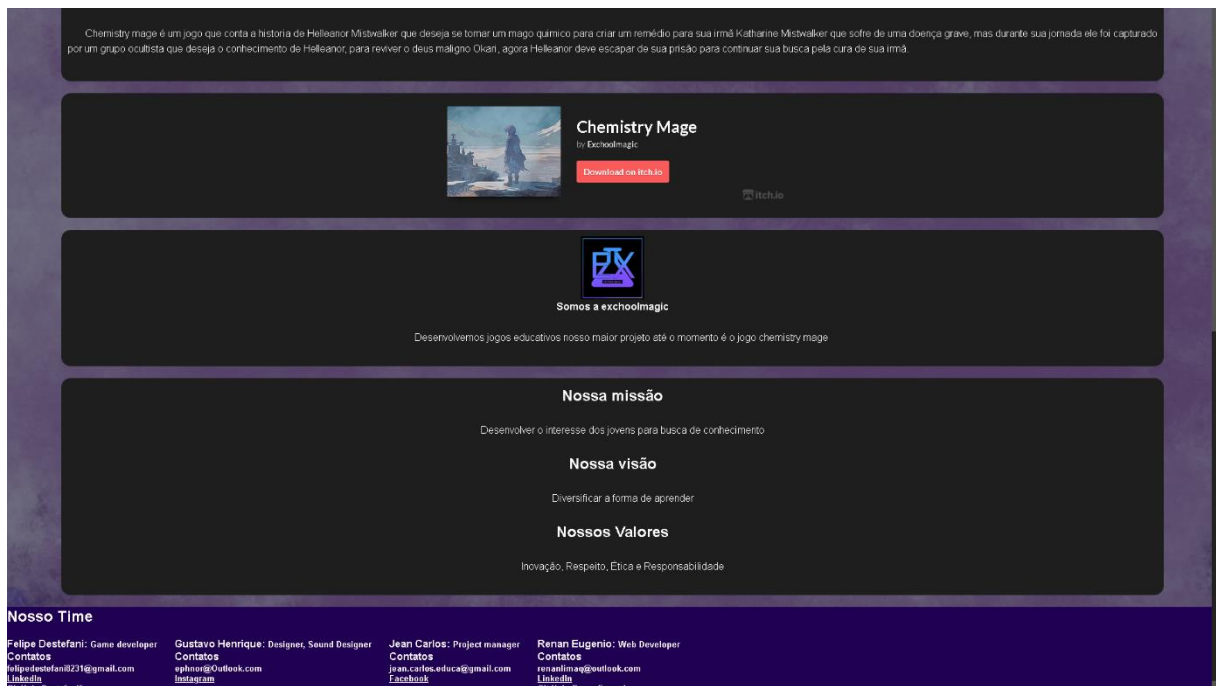 Chemistry mage é um jogo que conta a historia de Helleanor Mistwalker que deseja se tornar um mago quimico para criar um remédio para sua irmã Katharine Mistwalker que sofre de uma doença grave, mas durante sua jornada ele foi capturado
por um grupo ocultista que deseja o conhecimento de Helleanor, para reviver o deus maligno Okari, agora Helleanor deve escapar de sua prisão para continuar sua busca pela cura de sua irmã.
Chemistry Mage
by Exchoolmagic
Download on itch.io
itch.io
Somos a exchoolmagic
Desenvolvemos jogos educativos nosso maior projeto até o momento é o jogo chemistry mage
Nossa missão
Desenvolver o interesse dos jovens para busca de conhecimento
Nossa visão
Diversificar a forma de aprender
Nossos Valores
Inovação, Respeito, Ética e Responsabilidade
Nosso Time
Felipe Destefani: Game developer
Contatos
felipedestefani8231@gmail.com
LinkedIn
Gustavo Henrique: Designer, Sound Designer
Contatos
ephnor@Outlook.com
Instagram
Jean Carlos: Project manager
Contatos
jean.carlos.educa@gmail.com
Facebook
Renan Eugenio: Web Developer
Contatos
renanlimaq@outlook.com
LinkedIn